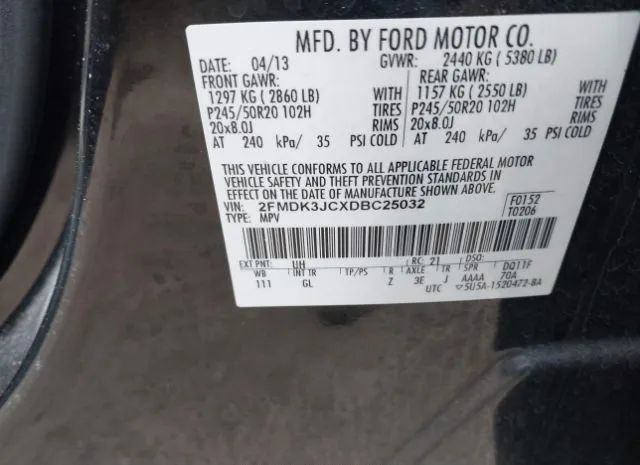 MFD. BY FORD MOTOR CO.
DATE: 04/13 GVWR: 2440 KG ( 5380 LB)
FRONT GAWR: REAR GAWR:
1297 KG ( 2860 LB) WITH 1157 KG ( 2550 LB) WITH
P245/50R20 102H TIRES P245/50R20 102H TIRES
20x8.0J RIMS 20x8.0J RIMS
AT 240 kPa/ 35 PSI COLD AT 240 kPa/ 35 PSI COLD
THIS VEHICLE CONFORMS TO ALL APPLICABLE FEDERAL MOTOR
VEHICLE SAFETY AND THEFT PREVENTION STANDARDS IN
EFFECT ON THE DATE OF MANUFACTURE SHOWN ABOVE.
VIN: 2FMDK3JCXDBC25032 F0152
TYPE: MPV T0206
EXT PNT: UH RC: 21 DSO:
WB INT TR TP/PS R AXLE TR SPR DQ11F
111 GL Z 3E J AAAA 70A
UTC ▽5U5A-1520472-BA